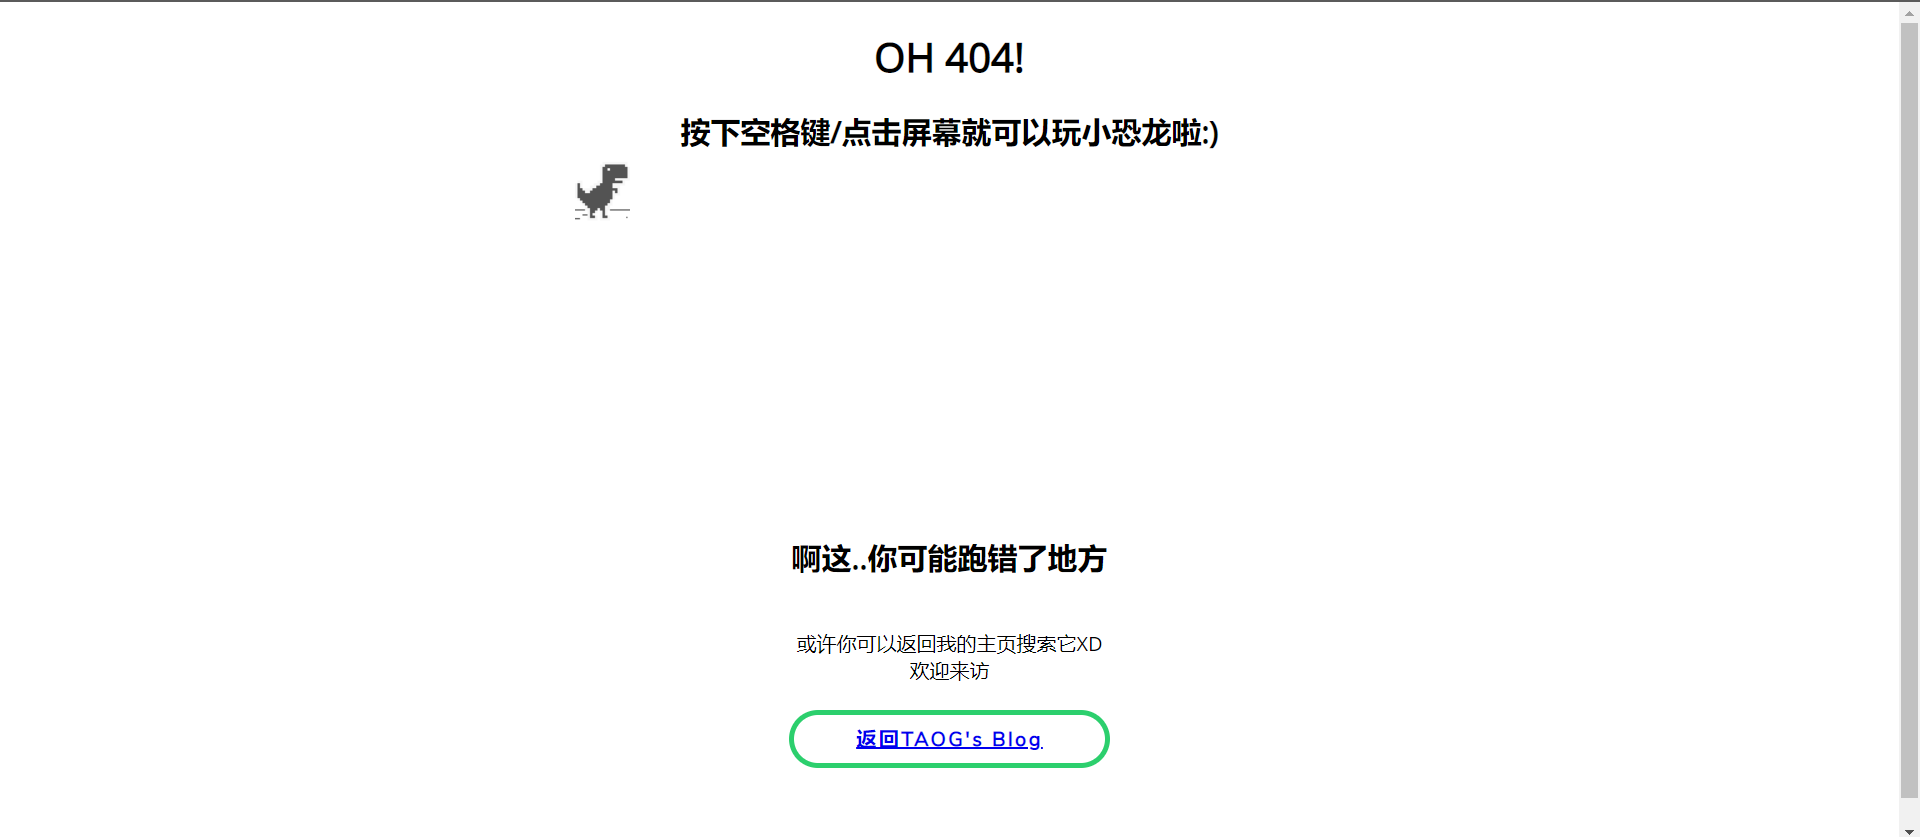 OH 404!
按下空格键/点击屏幕就可以玩小恐龙啦:)
啊这..你可能跑错了地方
或许你可以返回我的主页搜索它XD
欢迎来访
返回TAOG's Blog